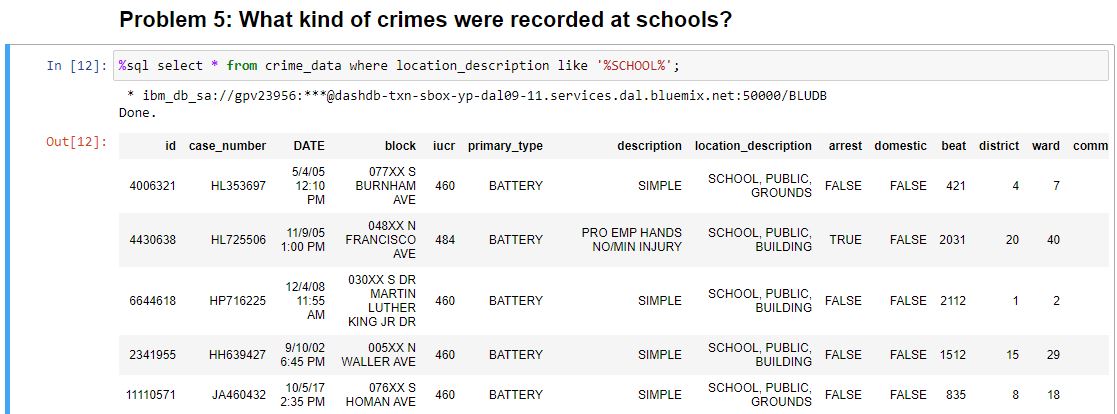 Problem 5: What kind of crimes were recorded at schools?
In [12]: %sql select * from crime_data where location_description like '%SCHOOL%';
* ibm_db_sa://gpv23956:***@dashdb-txn-sbox-yp-dal09-11.services.dal.bluemix.net:50000/BLUDB
Done.
Out[12]:
id case_number DATE block iucr primary_type description location_description arrest domestic beat district ward comm
4006321 HL353697 5/4/05 12:10 PM 077XX S BURNHAM AVE 460 BATTERY SIMPLE SCHOOL, PUBLIC, GROUNDS FALSE FALSE 421 4 7
4430638 HL725506 11/9/05 1:00 PM 048XX N FRANCISCO AVE 484 BATTERY PRO EMP HANDS NO/MIN INJURY SCHOOL, PUBLIC, BUILDING TRUE FALSE 2031 20 40
6644618 HP716225 12/4/08 11:55 AM 030XX S DR MARTIN LUTHER KING JR DR 460 BATTERY SIMPLE SCHOOL, PUBLIC, BUILDING FALSE FALSE 2112 1 2
2341955 HH639427 9/10/02 6:45 PM 005XX N WALLER AVE 460 BATTERY SIMPLE SCHOOL, PUBLIC, BUILDING FALSE FALSE 1512 15 29
11110571 JA460432 10/5/17 2:35 PM 076XX S HOMAN AVE 460 BATTERY SIMPLE SCHOOL, PUBLIC, GROUNDS FALSE FALSE 835 8 18